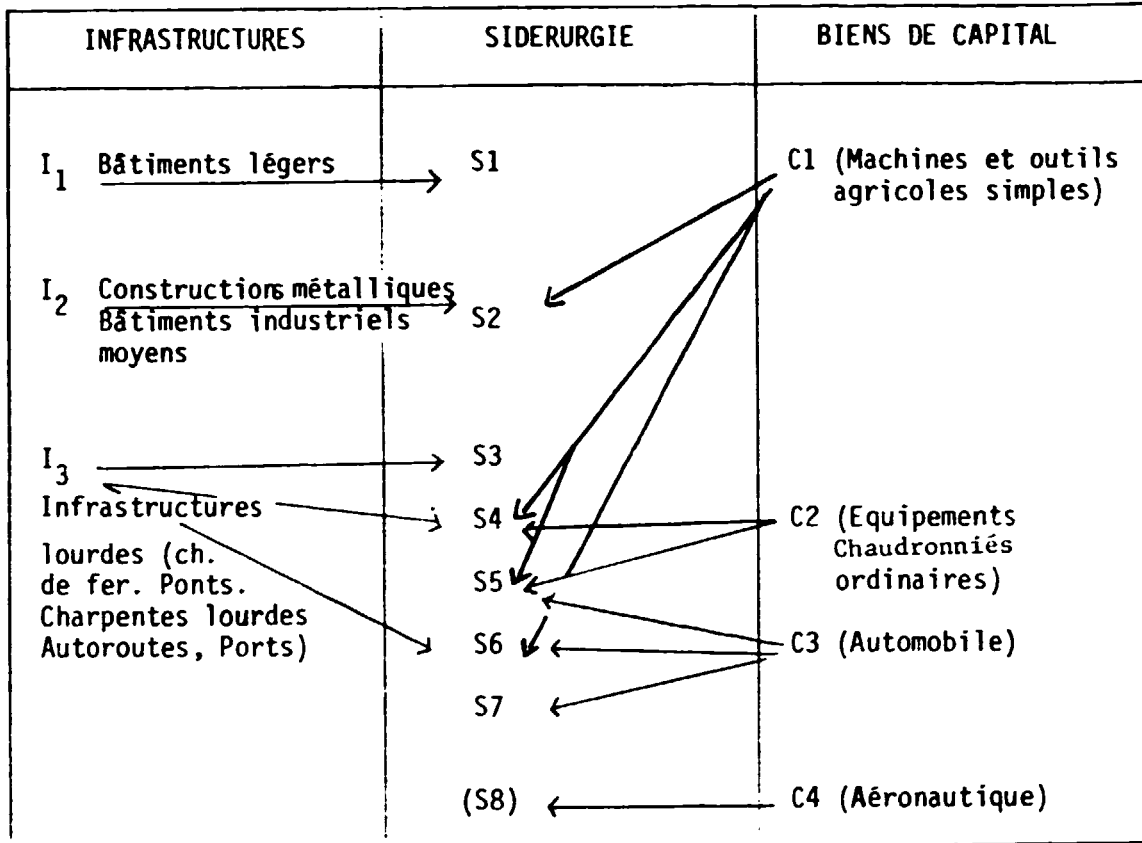 INFRASTRUCTURES
SIDERURGIE
BIENS DE CAPITAL
I1 Bâtiments légers
S1
C1 (Machines et outils
agricoles simples)
I2 Constructions métalliques
Bâtiments industriels
moyens
S2
I3
Infrastructures
lourdes (ch.
de fer. Ponts.
Charpentes lourdes
Autoroutes, Ports)
S3
S4
S5
S6
S7
(S8)
C2 (Equipements
Chaudronniés
ordinaires)
C3 (Automobile)
C4 (Aéronautique)